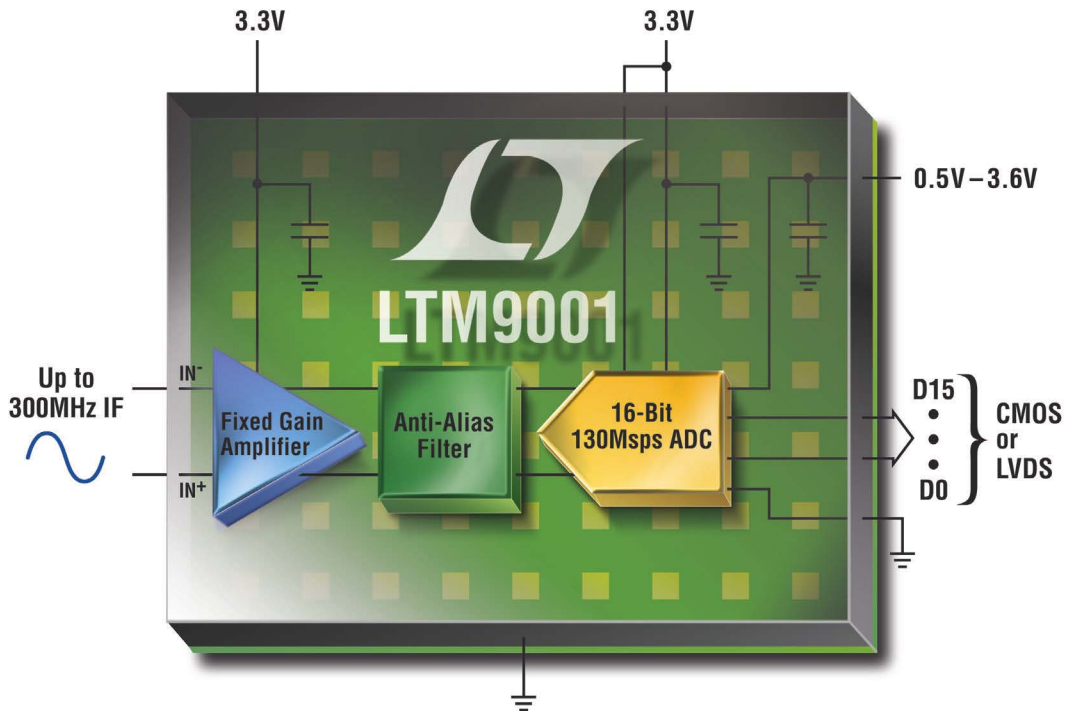 3.3V
3.3V
0.5V–3.6V
LTM9001
Up to
300MHz IF
IN-
IN+
Fixed Gain
Amplifier
Anti-Alias
Filter
16-Bit
130Msps ADC
D15
D0
CMOS
or
LVDS